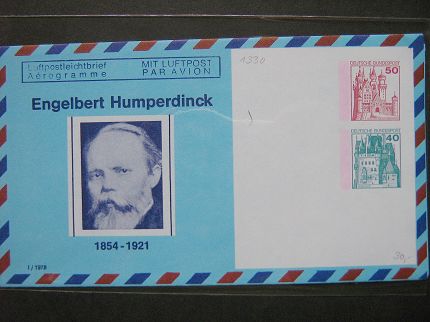 Luftpostleichtbrief
Aérogramme
MIT LUFTPOST
PAR AVION
1330
DEUTSCHE BUNDESPOST
50
Engelbert Humperdinck
DEUTSCHE BUNDESPOST
40
1854-1921
30,-
1/1978